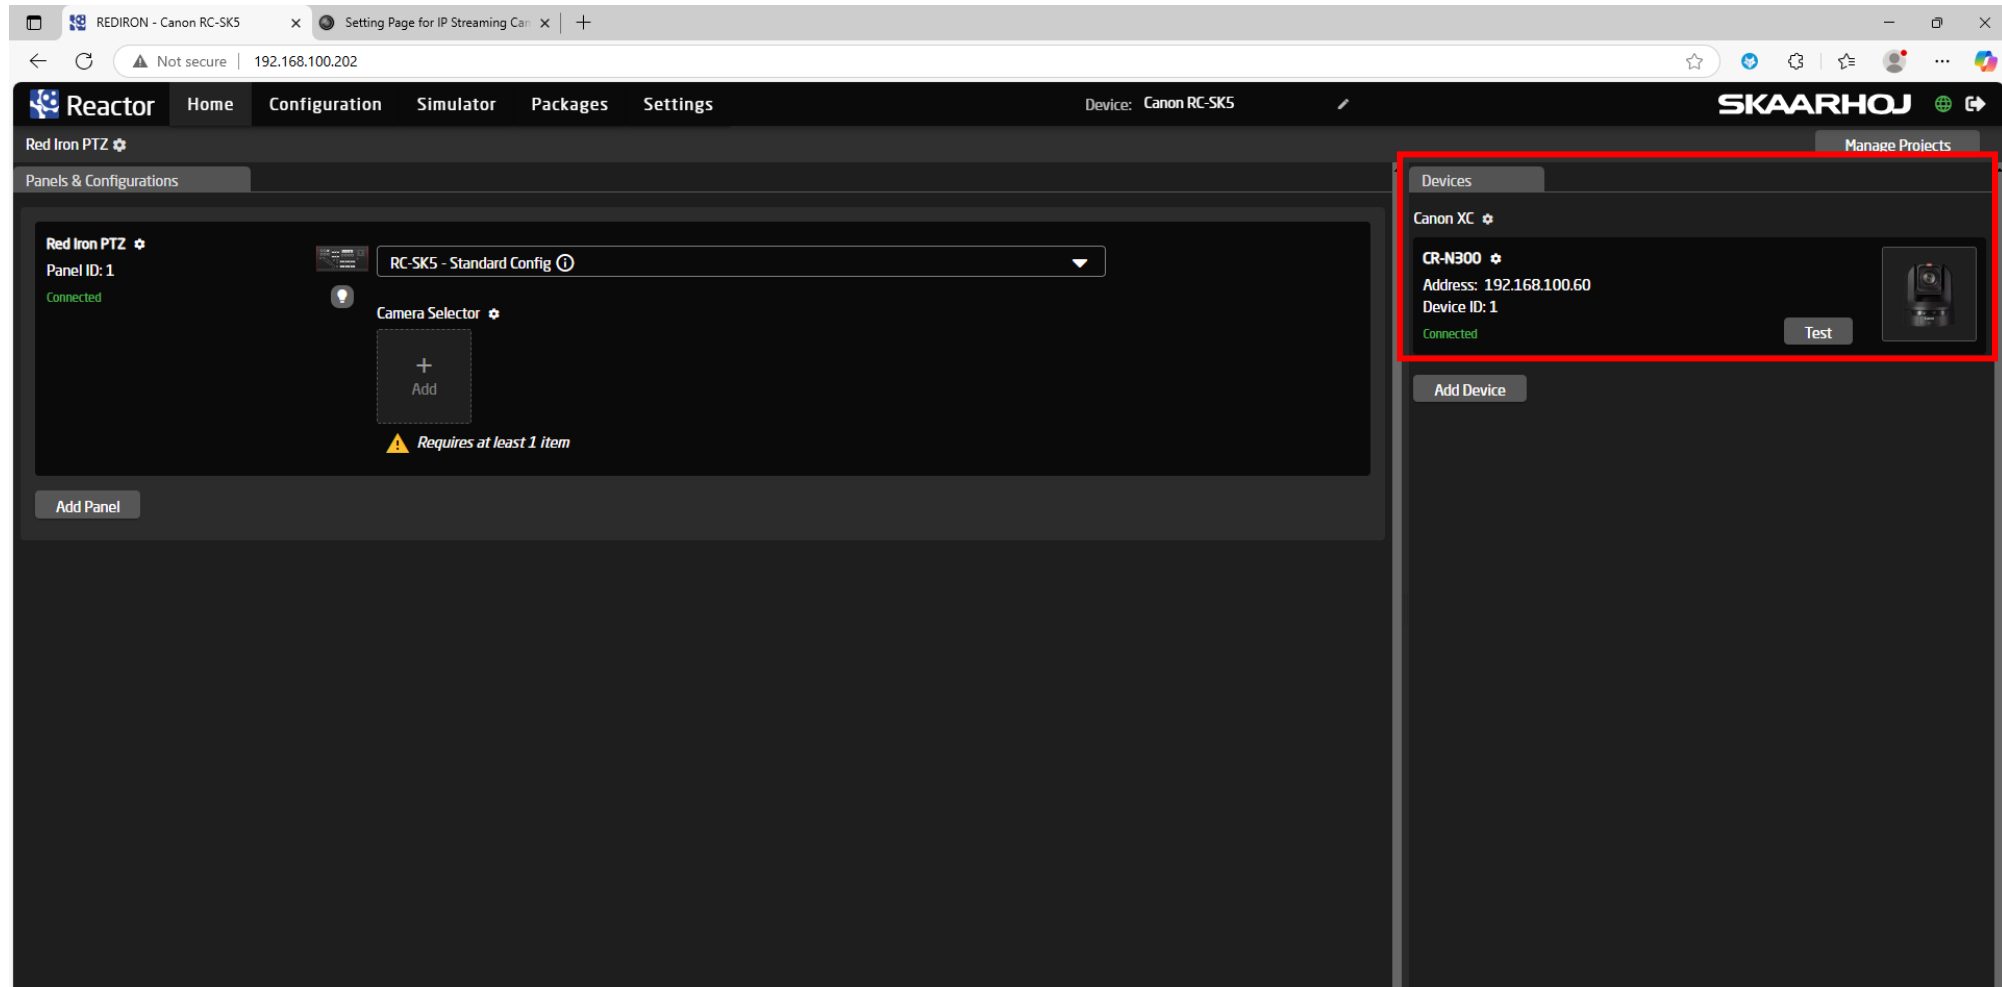 REDIRON - Canon RC-SK5
Setting Page for IP Streaming Can
Not secure
192.168.100.202
Reactor
Home
Configuration
Simulator
Packages
Settings
Device: Canon RC-SK5
SKAARHOJ
Red Iron PTZ
Manage Projects
Panels & Configurations
Devices
Red Iron PTZ
Panel ID: 1
Connected
RC-SK5 - Standard Config
Camera Selector
+
Add
Requires at least 1 item
Add Panel
Canon XC
CR-N300
Address: 192.168.100.60
Device ID: 1
Connected
Test
Add Device